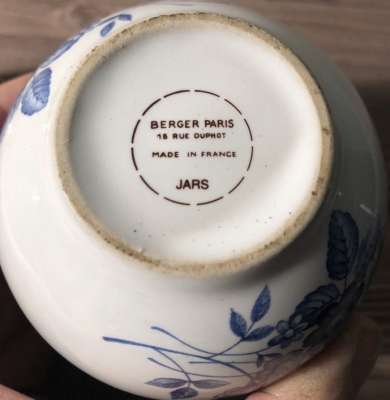 BERGER PARIS
18 RUE DUPHOT
MADE IN FRANCE
JARS